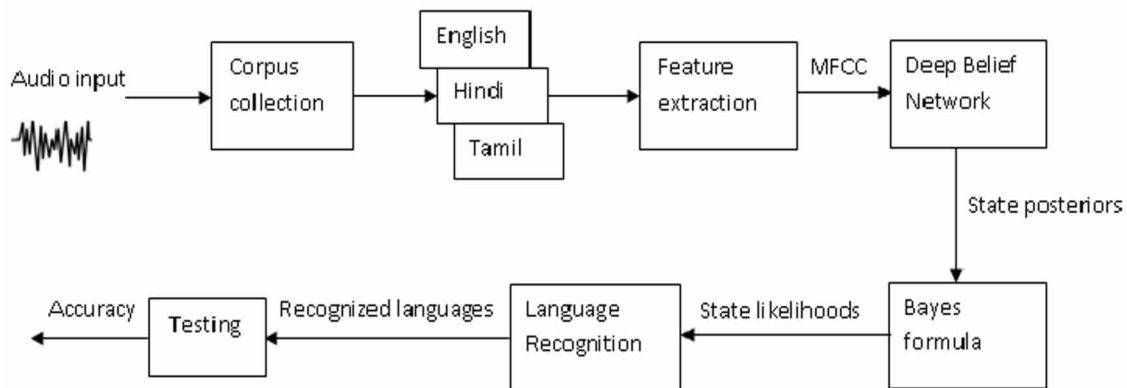 English
Audio input
Corpus
collection
Hindi
Tamil
Feature
extraction
MFCC
Deep Belief
Network
State posteriors
Accuracy
Testing
Recognized languages
Language
Recognition
State likelihoods
Bayes
formula